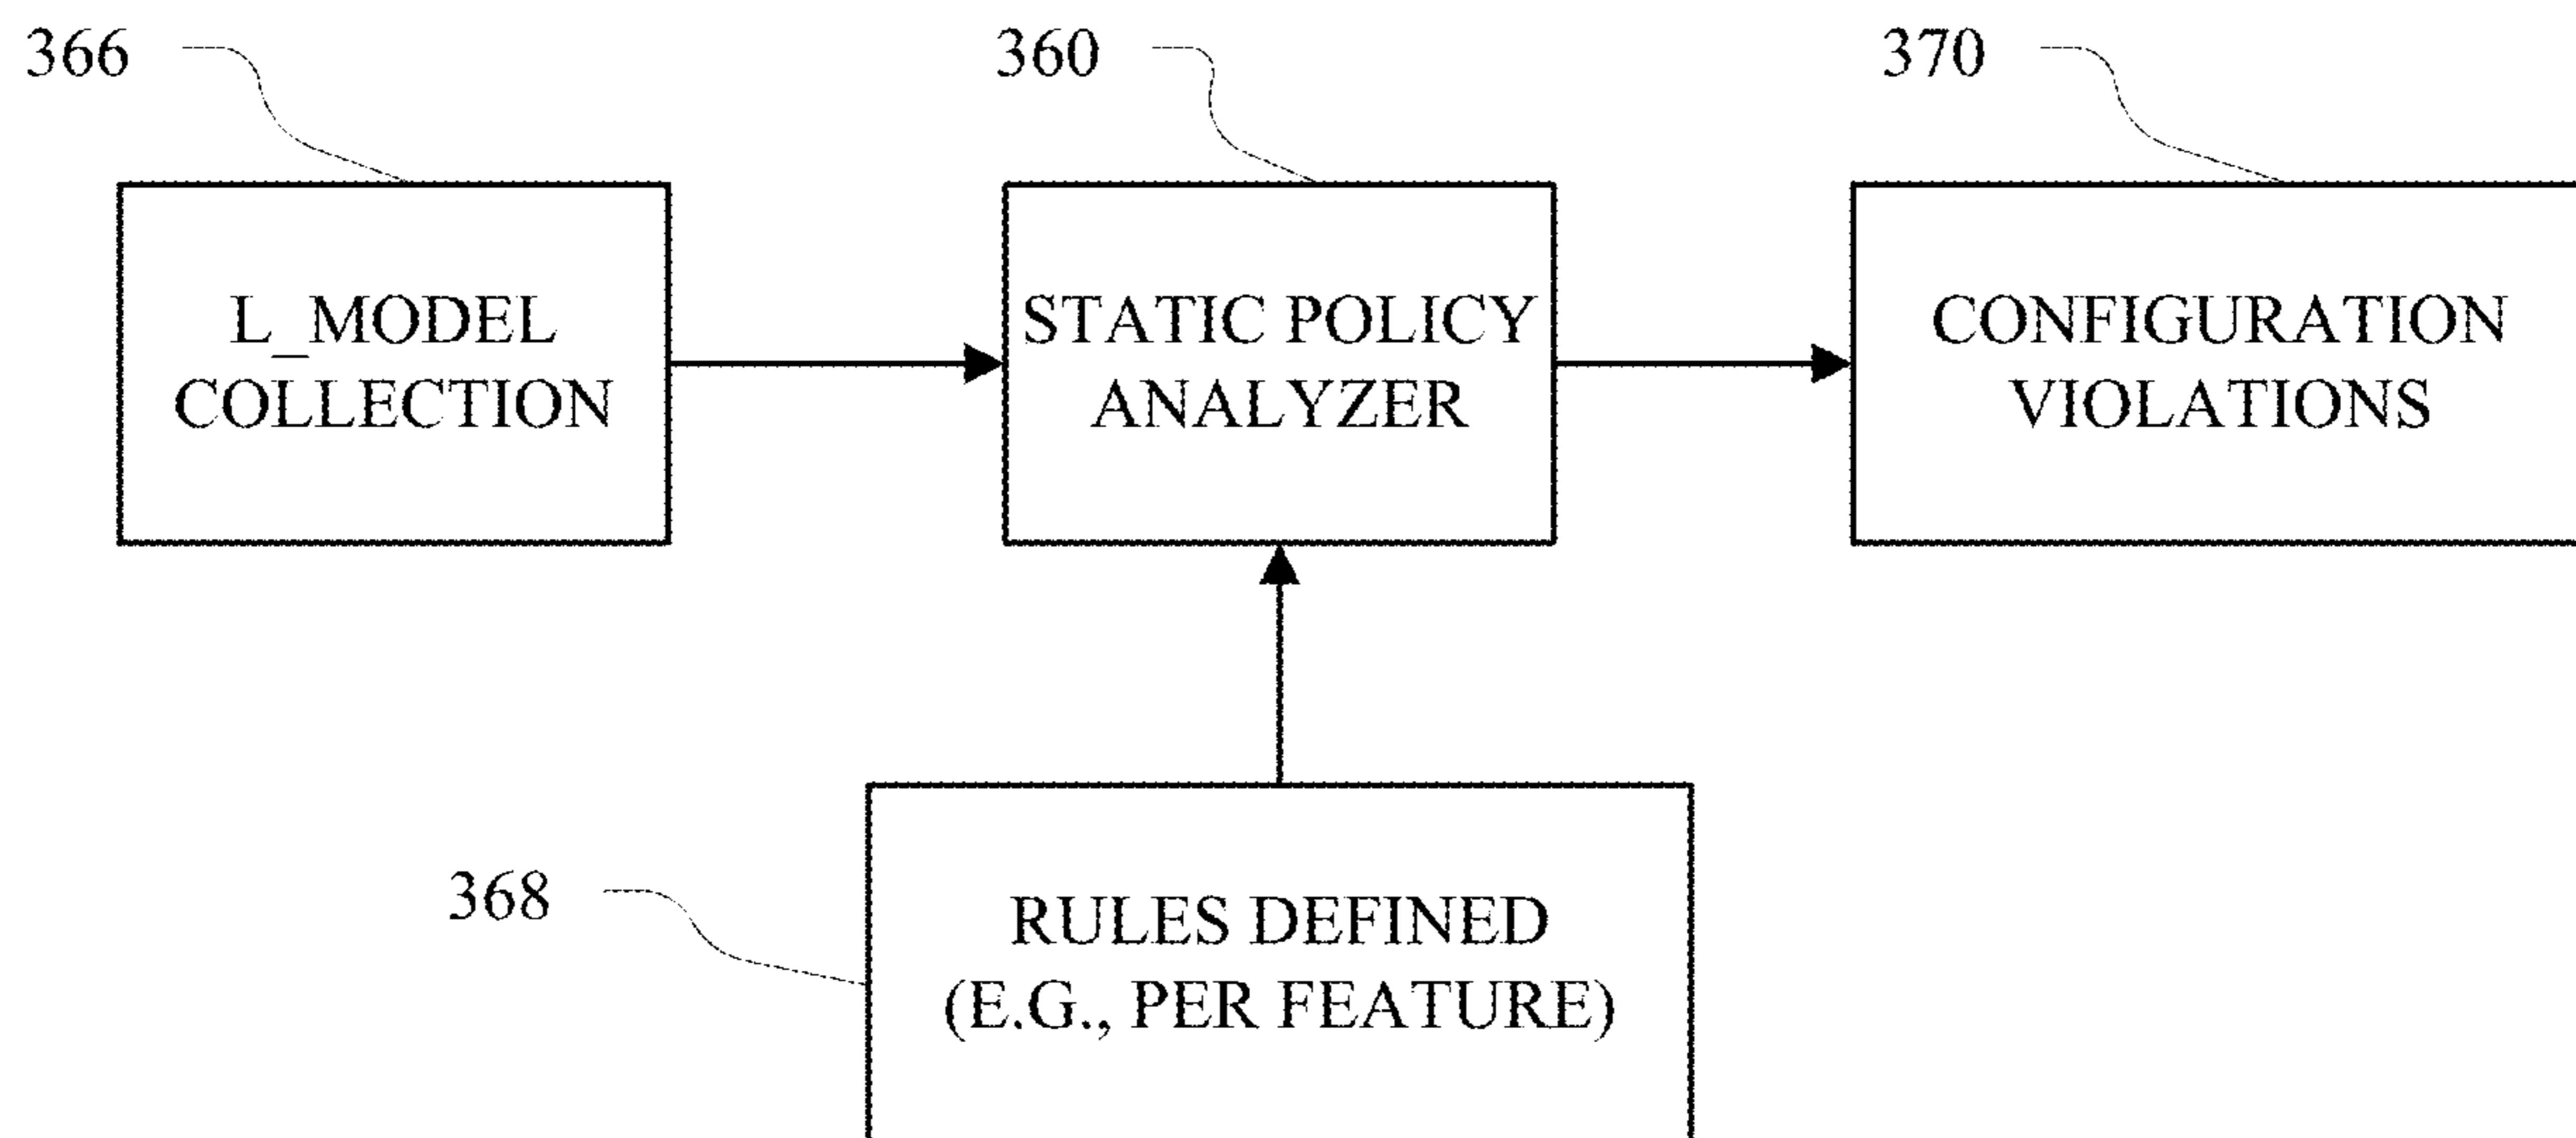 366
360
370
L_MODEL
COLLECTION
STATIC POLICY
ANALYZER
CONFIGURATION
VIOLATIONS
368
RULES DEFINED
(E.G., PER FEATURE)